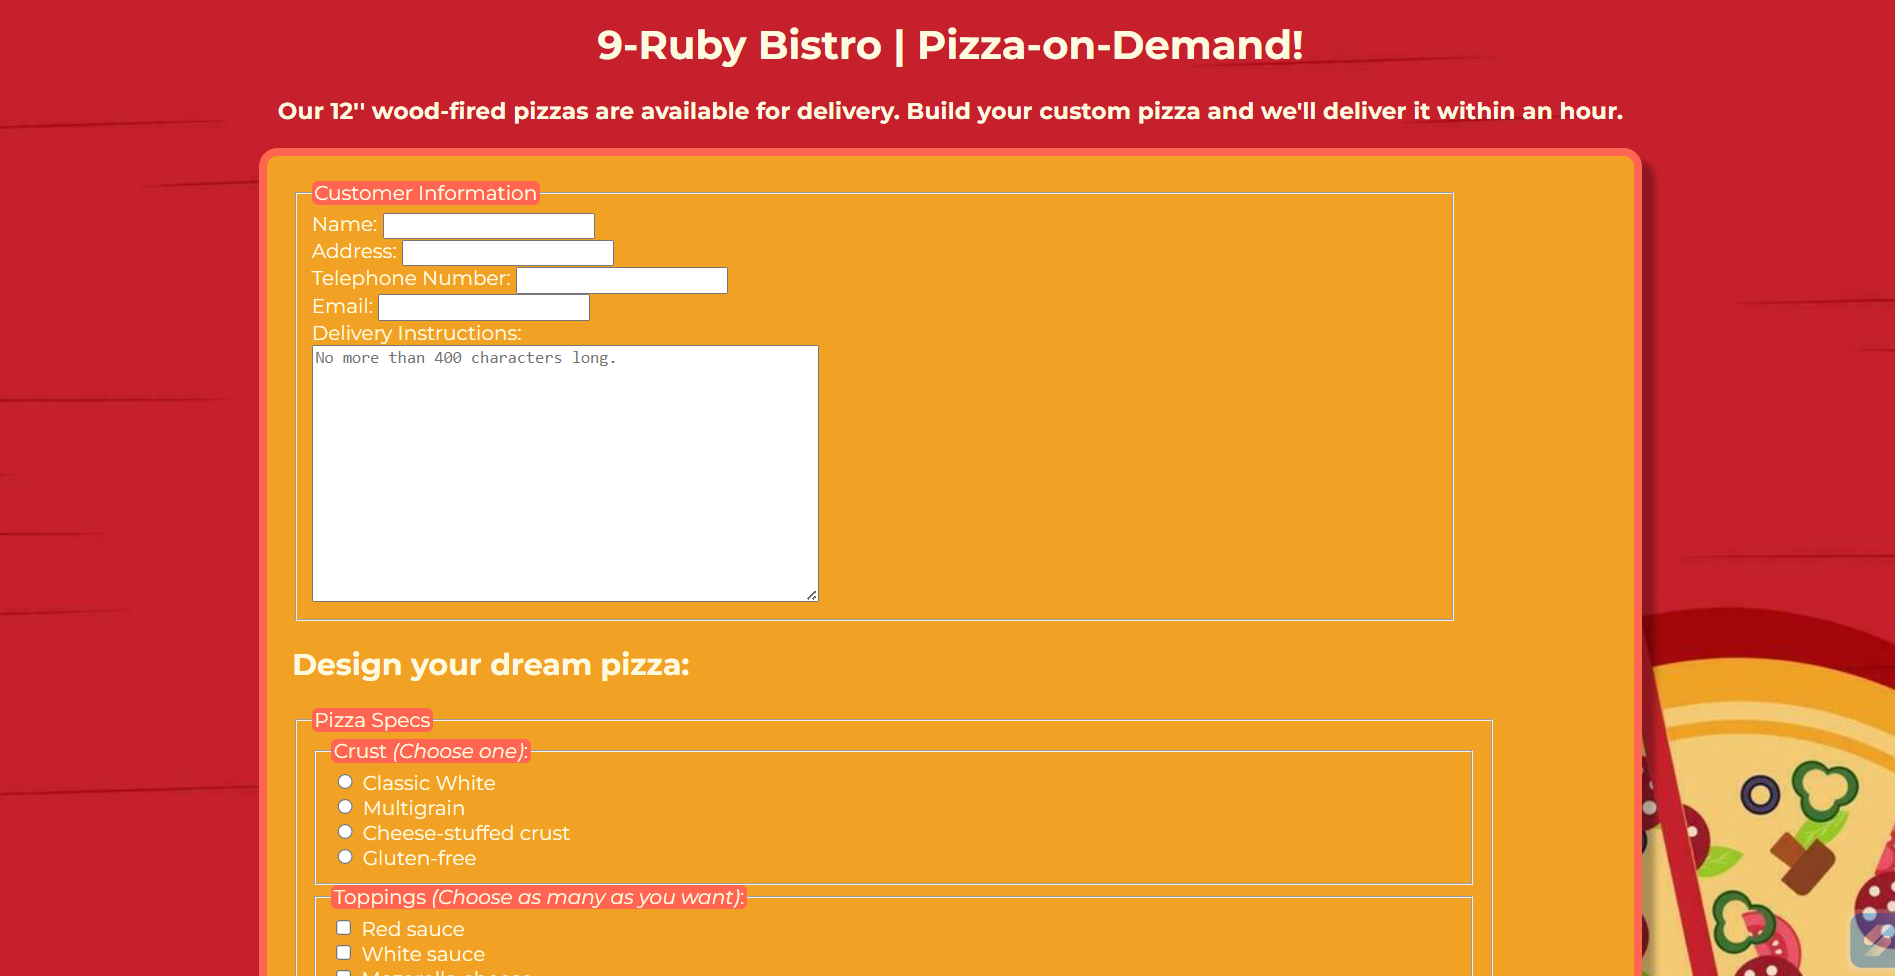 9-Ruby Bistro | Pizza-on-Demand!
Our 12'' wood-fired pizzas are available for delivery. Build your custom pizza and we'll deliver it within an hour.
Customer Information
Name:
Address:
Telephone Number:
Email:
Delivery Instructions:
No more than 400 characters long.
Design your dream pizza:
Pizza Specs
Crust (Choose one):
Classic White
Multigrain
Cheese-stuffed crust
Gluten-free
Toppings (Choose as many as you want):
Red sauce
White sauce